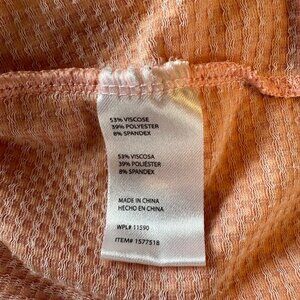 53% VISCOSE
39% POLYESTER
8% SPANDEX
53% VISCOSA
39% POLIÉSTER
8% SPANDEX
MADE IN CHINA
HECHO EN CHINA
WPL# 11590
ITEM# 1577518